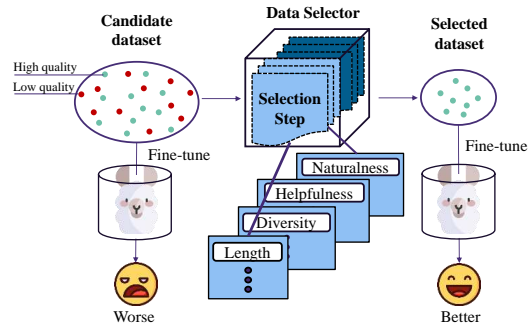 Candidate
dataset
Data Selector
Selected
dataset
High quality
Low quality
Selection
Step
Fine-tune
Fine-tune
Naturalness
Helpfulness
Diversity
Length
Worse
Better